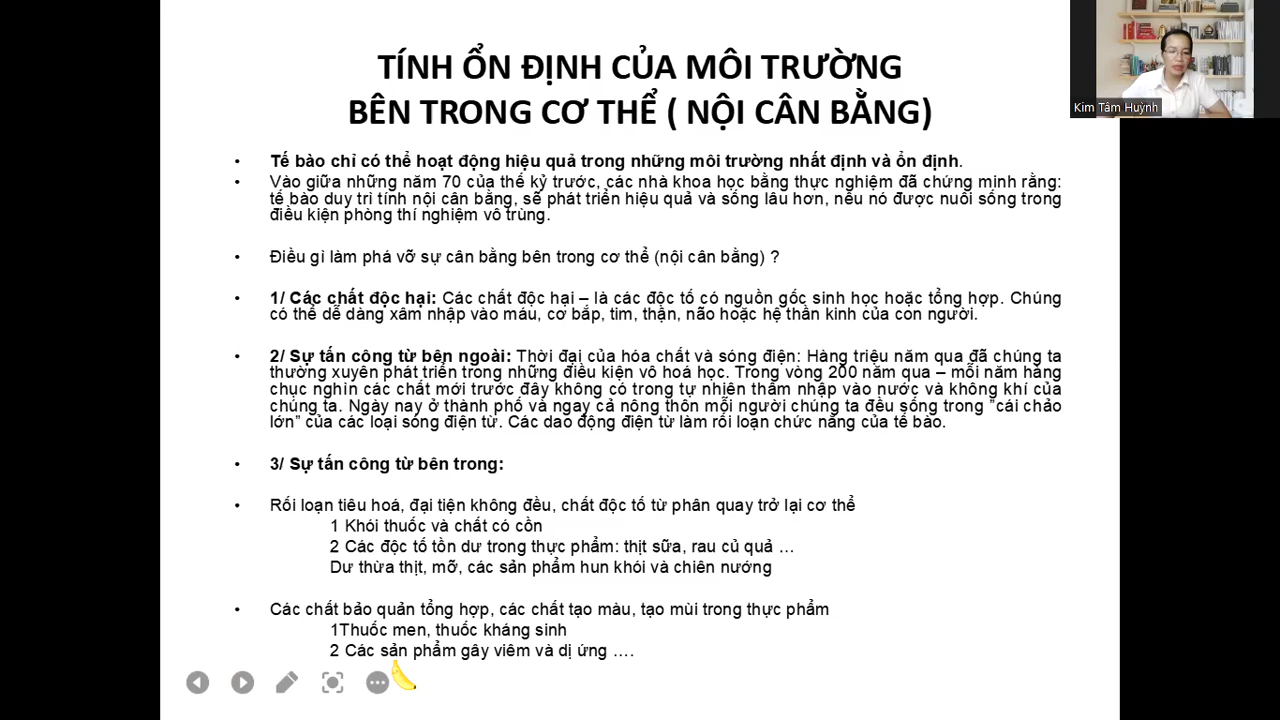 TÍNH ỔN ĐỊNH CỦA MÔI TRƯỜNG
BÊN TRONG CƠ THỂ ( NỘI CÂN BẰNG)
Kim Tâm Huỳnh
• Tế bào chỉ có thể hoạt động hiệu quả trong những môi trường nhất định và ổn định.
• Vào giữa những năm 70 của thế kỷ trước, các nhà khoa học bằng thực nghiệm đã chứng minh rằng:
tế bào duy trì tính nội cân bằng, sẽ phát triển hiệu quả và sống lâu hơn, nếu nó được nuôi sống trong
điều kiện phòng thí nghiệm vô trùng.
• Điều gì làm phá vỡ sự cân bằng bên trong cơ thể (nội cân bằng) ?
• 1/ Các chất độc hại: Các chất độc hại – là các độc tố có nguồn gốc sinh học hoặc tổng hợp. Chúng
có thể dễ dàng xâm nhập vào máu, cơ bắp, tim, thận, não hoặc hệ thần kinh của con người.
• 2/ Sự tấn công từ bên ngoài: Thời đại của hóa chất và sóng điện: Hàng triệu năm qua đã chúng ta
thường xuyên phát triển trong những điều kiện vô hoá học. Trong vòng 200 năm qua – mỗi năm hàng
chục nghìn các chất mới trước đây không có trong tự nhiên thâm nhập vào nước và không khí của
chúng ta. Ngày nay ở thành phố và ngay cả nông thôn mỗi người chúng ta đều sống trong "cái chảo
lớn" của các loại sóng điện từ. Các dao động điện từ làm rối loạn chức năng của tế bào.
• 3/ Sự tấn công từ bên trong:
• Rối loạn tiêu hoá, đại tiện không đều, chất độc tố từ phân quay trở lại cơ thể
1 Khói thuốc và chất có cồn
2 Các độc tố tồn dư trong thực phẩm: thịt sữa, rau củ quả ...
Dư thừa thịt, mỡ, các sản phẩm hun khói và chiên nướng
• Các chất bảo quản tổng hợp, các chất tạo màu, tạo mùi trong thực phẩm
1Thuốc men, thuốc kháng sinh
2 Các sản phẩm gây viêm và dị ứng ....